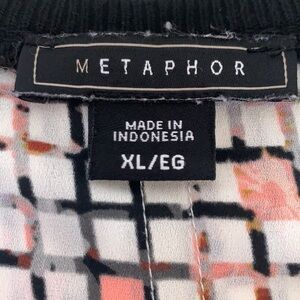 METAPHOR
MADE IN
INDONESIA
XL/EG